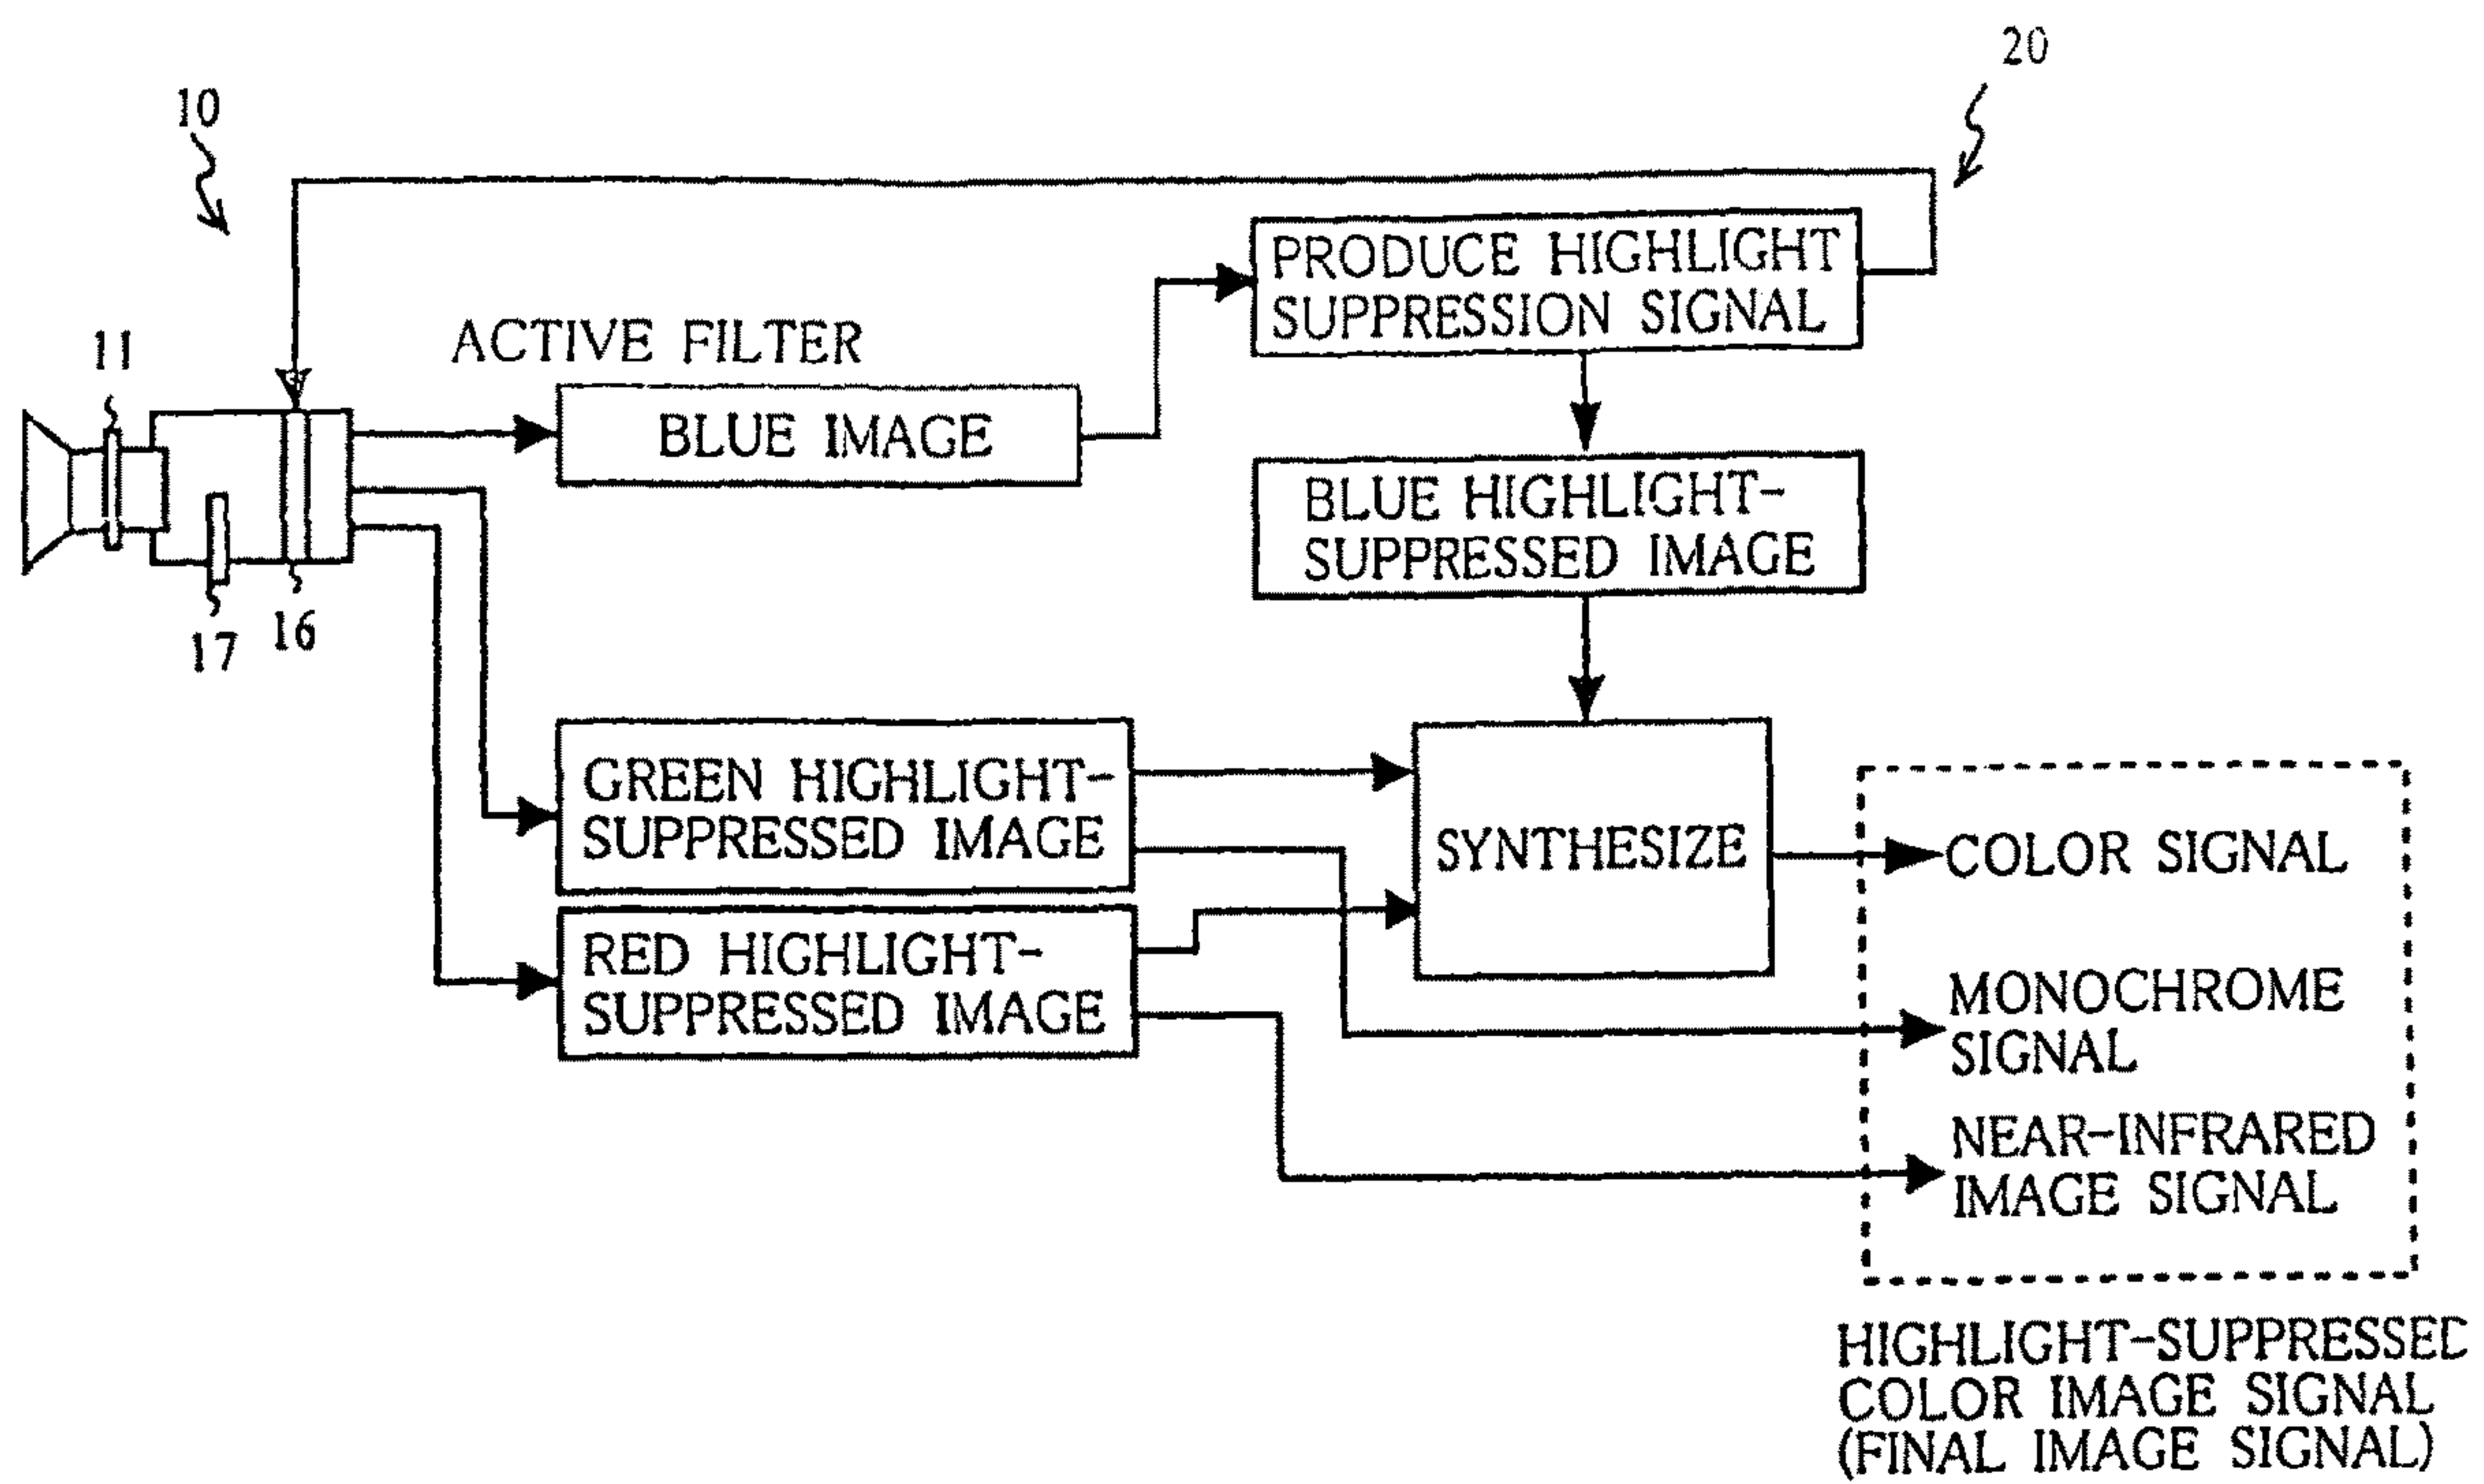 20
10
PRODUCE HIGHLIGHT
SUPPRESSION SIGNAL
11
ACTIVE FILTER
BLUE IMAGE
BLUE HIGHLIGHT-
SUPPRESSED IMAGE
17
16
GREEN HIGHLIGHT-
SUPPRESSED IMAGE
SYNTHESIZE
COLOR SIGNAL
RED HIGHLIGHT-
SUPPRESSED IMAGE
MONOCHROME
SIGNAL
NEAR-INFRARED
IMAGE SIGNAL
HIGHLIGHT-SUPPRESSED
COLOR IMAGE SIGNAL
(FINAL IMAGE SIGNAL)